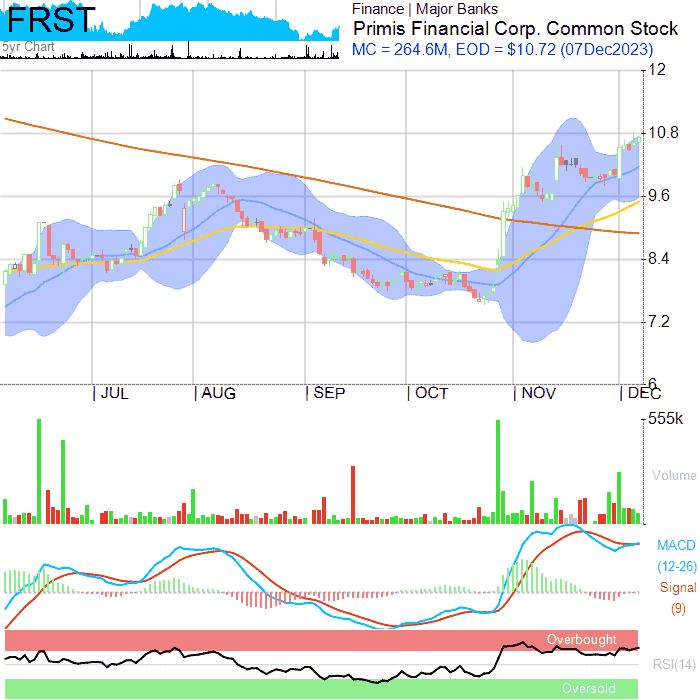 FRST
Finance | Major Banks
Primis Financial Corp. Common Stock
5yr Chart
MC = 264.6M, EOD = $10.72 (07Dec2023)
12
10.8
9.6
8.4
7.2
6
| JUL | AUG | SEP | OCT | NOV | DEC
555k
Volume
MACD
(12-26)
Signal
(9)
Overbought
RSI(14)
Oversold